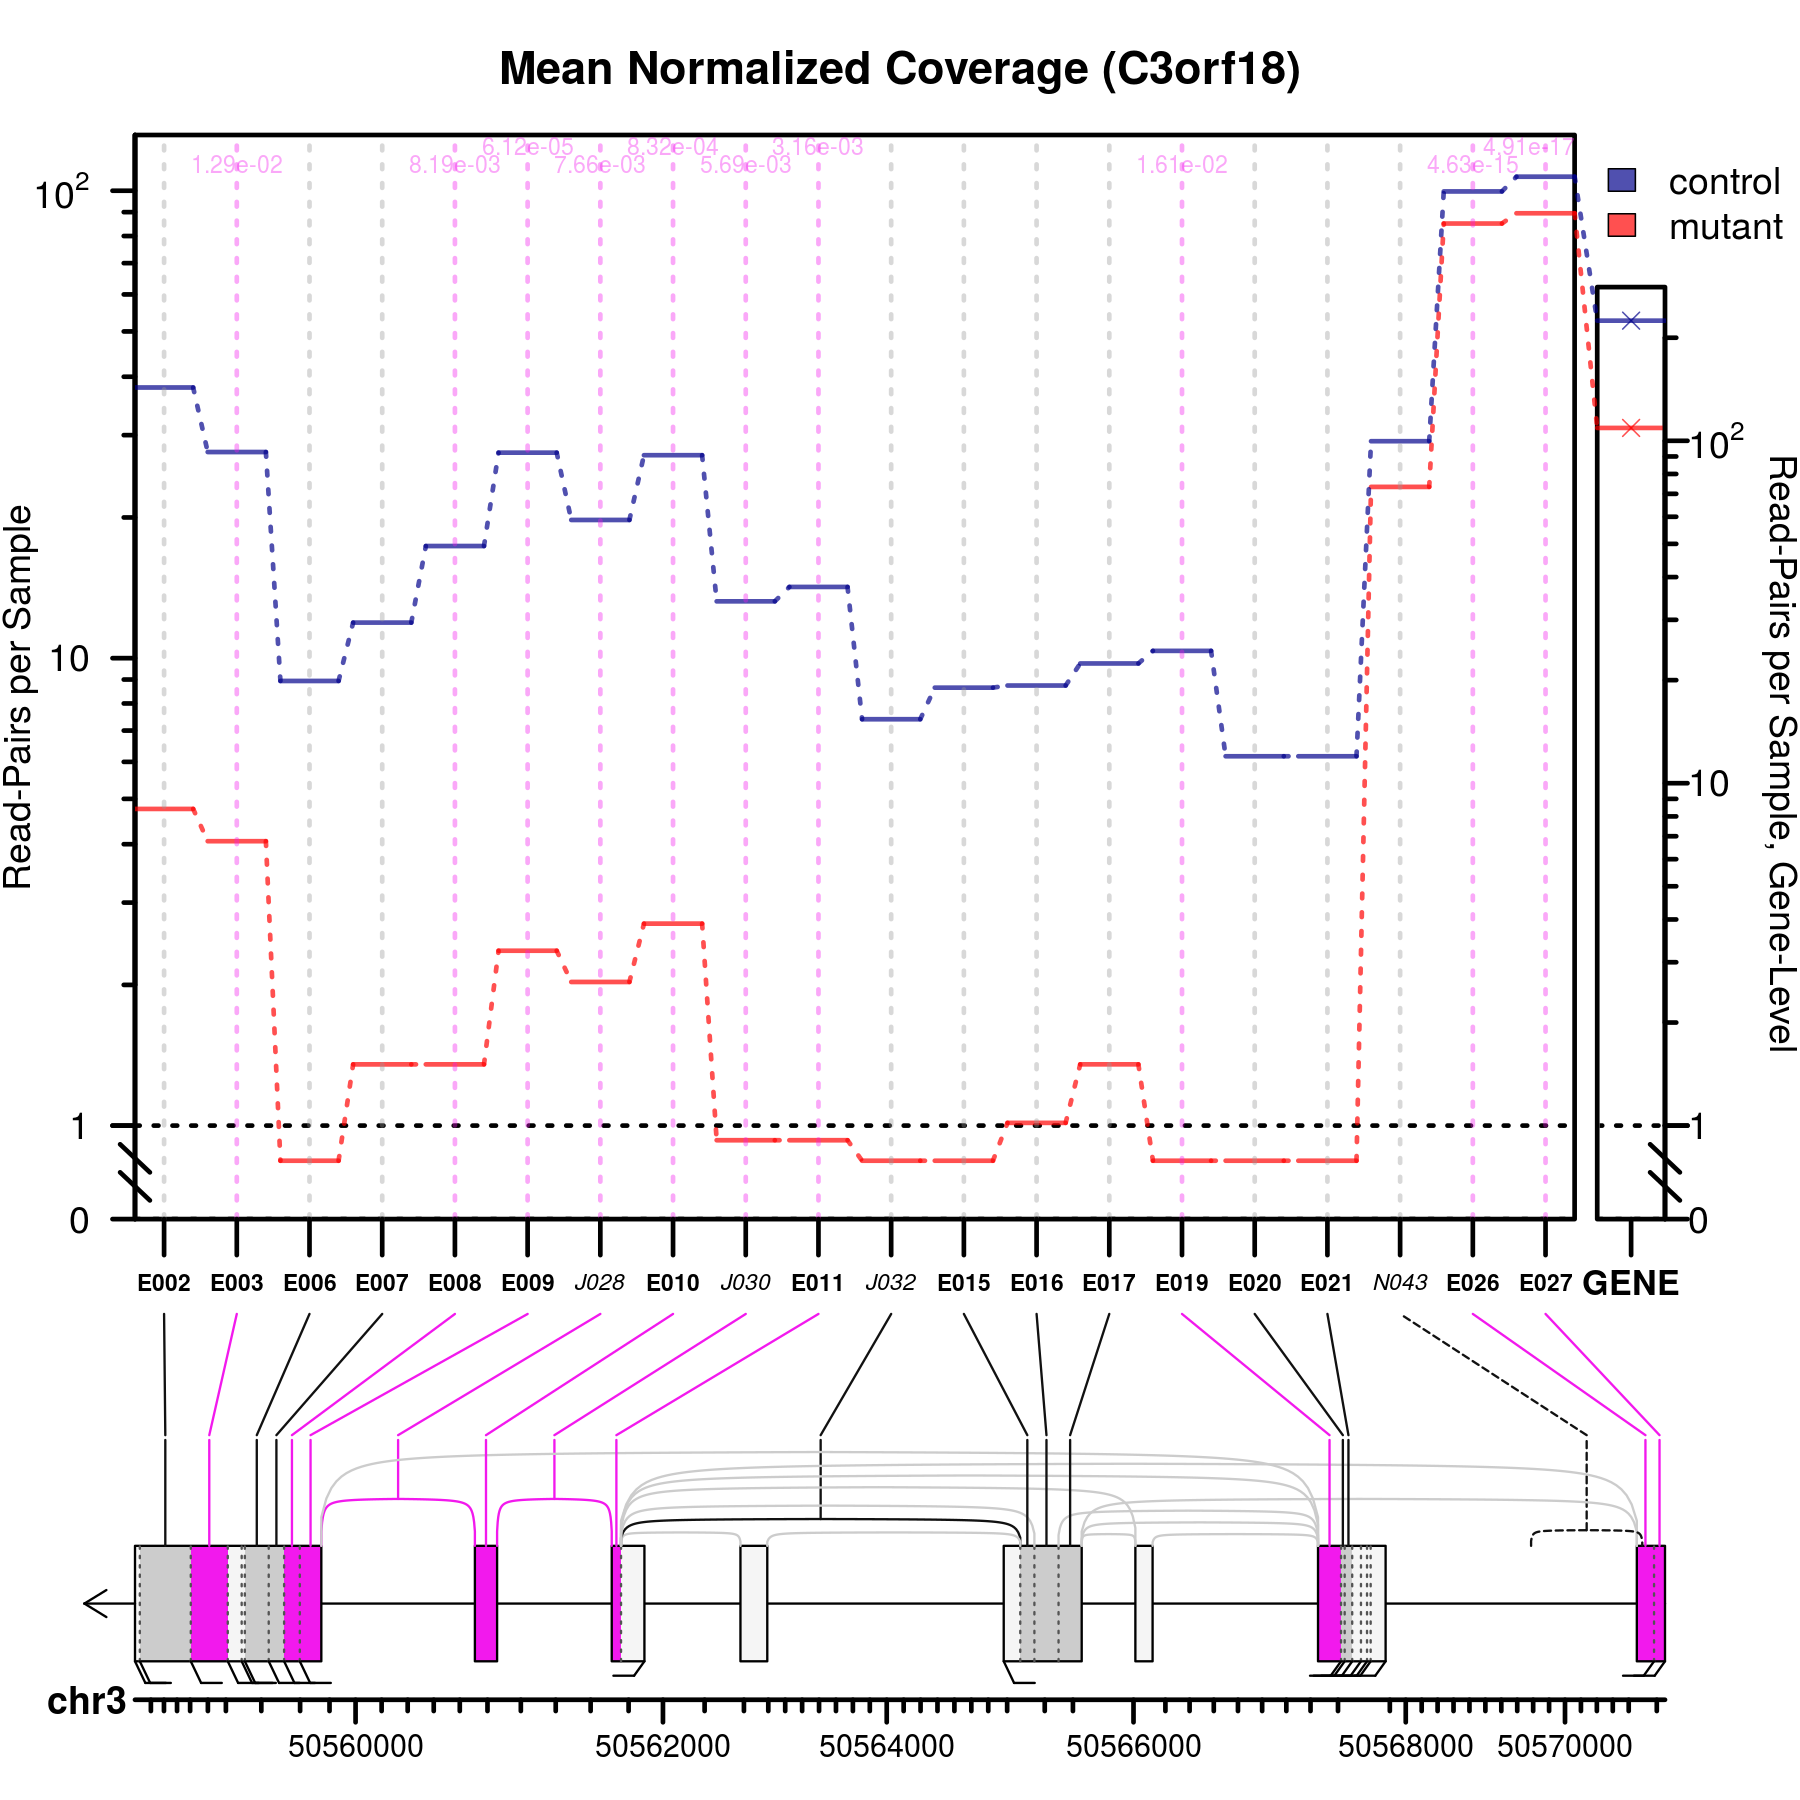 Mean Normalized Coverage (C3orf18)
6.12e-05 8.32e-04 3.16e-03 4.91e-17
1.29e-02 8.19e-03 7.66e-03 5.69e-03 1.61e-02 4.63e-15
control
mutant
Read-Pairs per Sample
10²
10
1
0
Read-Pairs per Sample, Gene-Level
10²
10
1
0
E002 E003 E006 E007 E008 E009 J028 E010 J030 E011 J032 E015 E016 E017 E019 E020 E021 N043 E026 E027 GENE
chr3
50560000 50562000 50564000 50566000 50568000 50570000